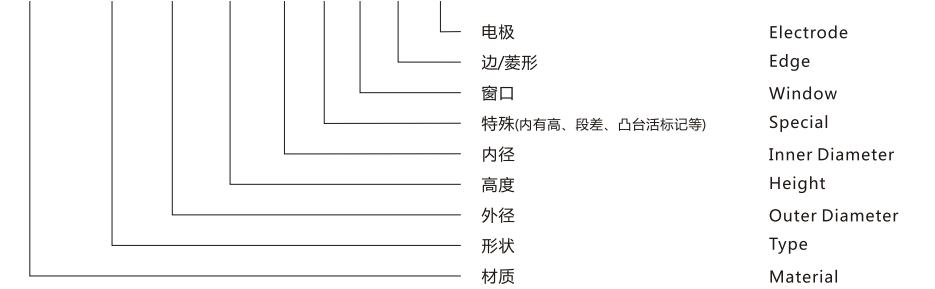 电极 Electrode
边/菱形 Edge
窗口 Window
特殊(内有高、段差、凸台活标记等) Special
内径 Inner Diameter
高度 Height
外径 Outer Diameter
形状 Type
材质 Material